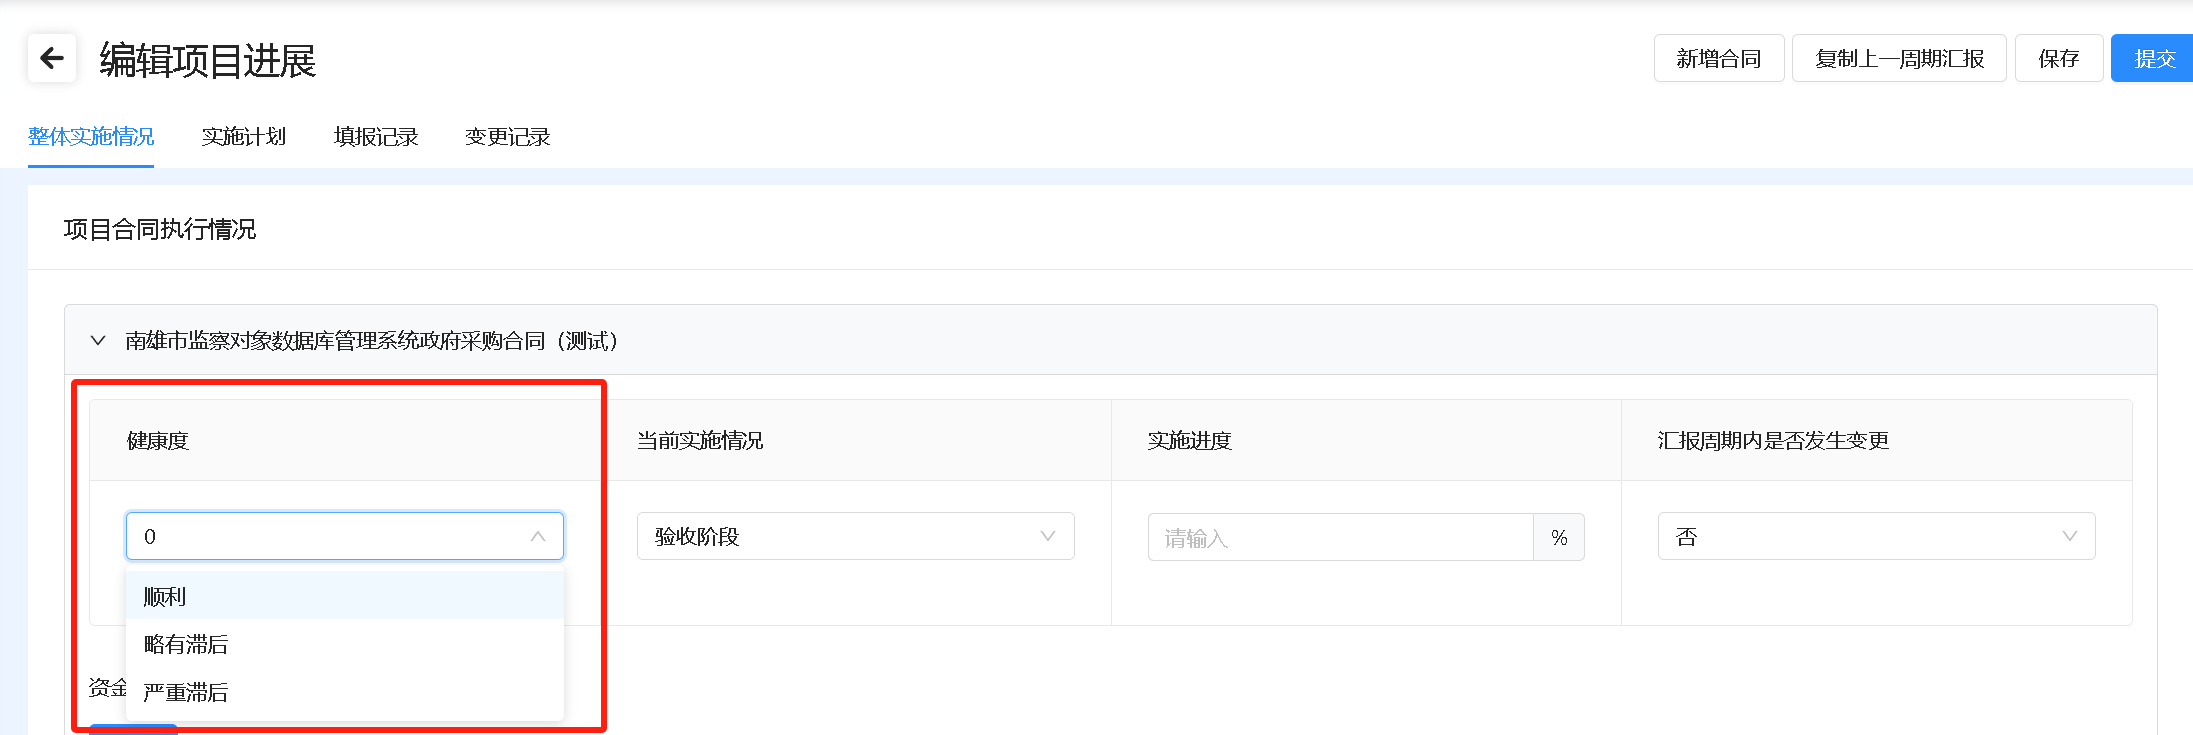 编辑项目进展
新增合同 复制上一周期汇报 保存 提交
整体实施情况 实施计划 填报记录 变更记录
项目合同执行情况
南雄市监察对象数据库管理系统政府采购合同（测试）
健康度 当前实施情况 实施进度 汇报周期内是否发生变更
0 验收阶段 请输入 % 否
顺利
略有滞后
资金
严重滞后